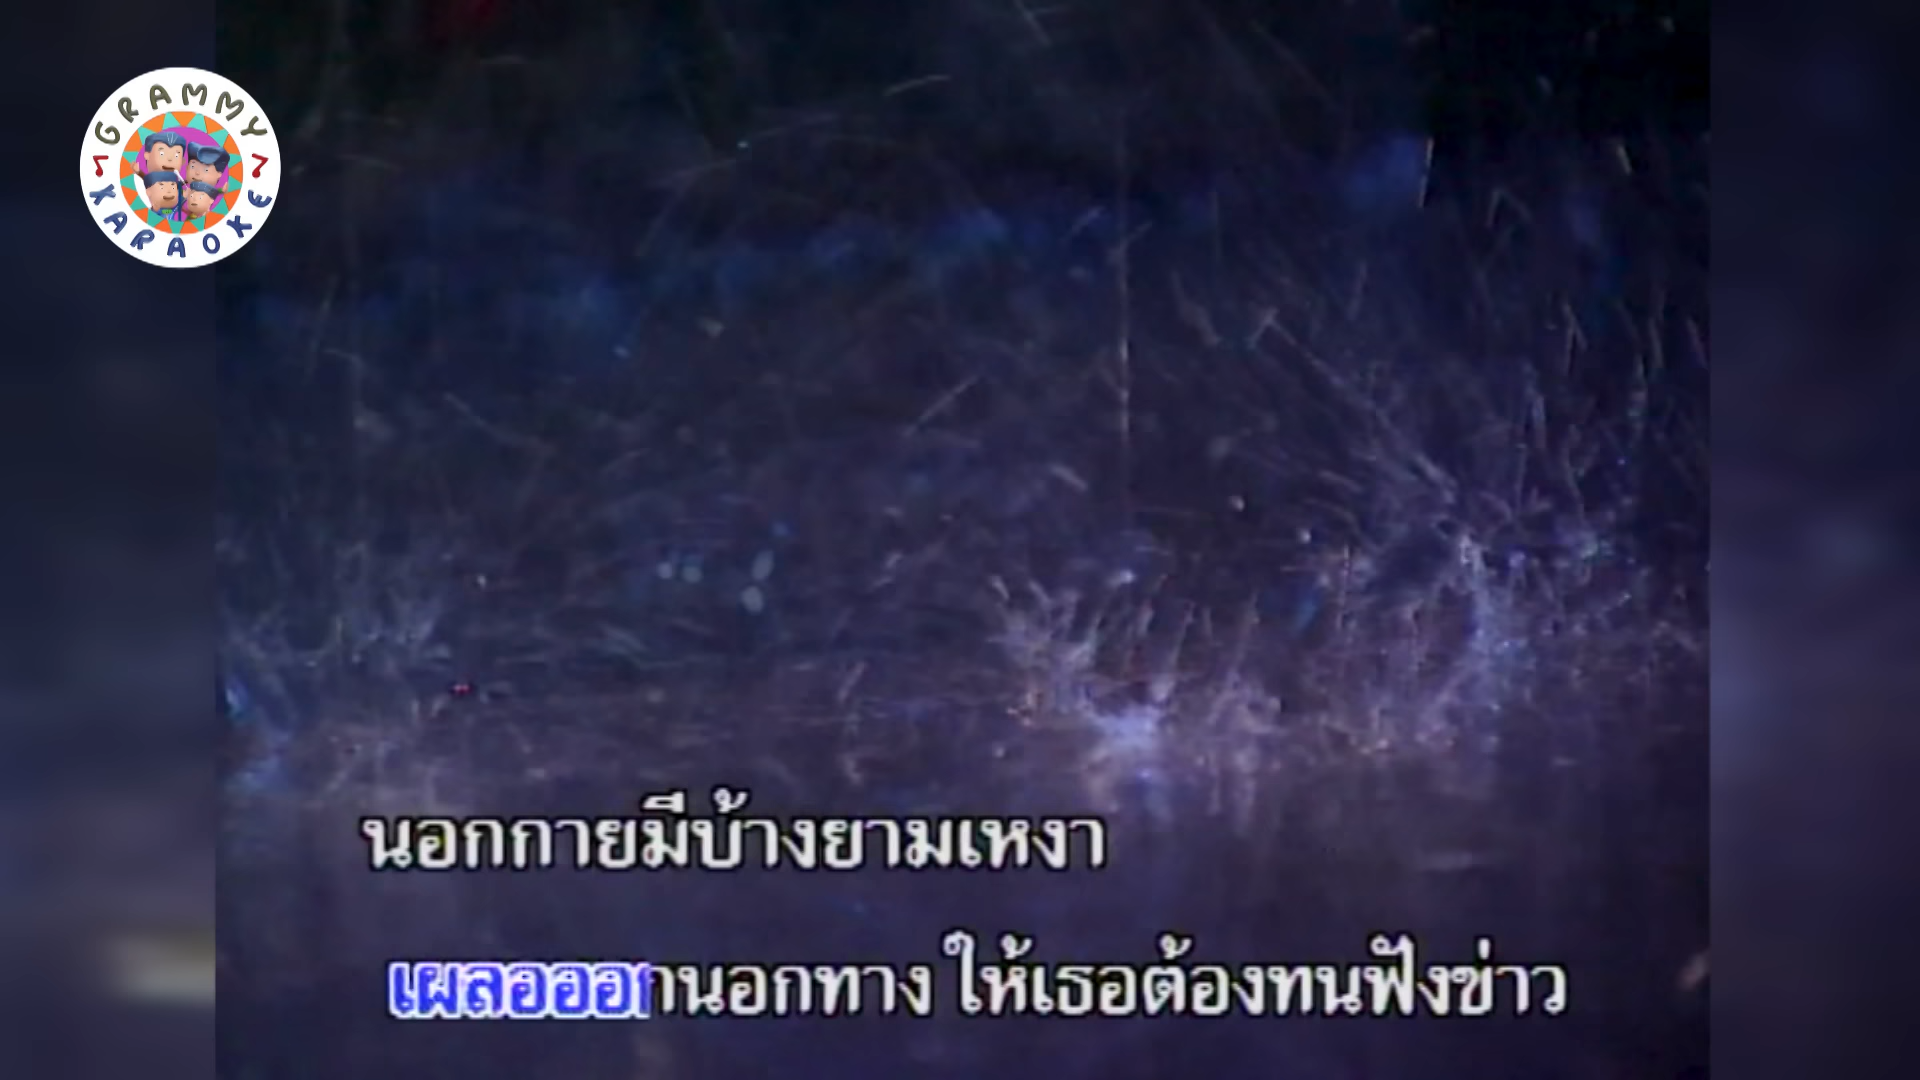 GRAMMY
KARAOKE
นอกกายมีบ้างยามเหงา
เผลอออกนอกทาง ให้เธอต้องทนฟังข่าว